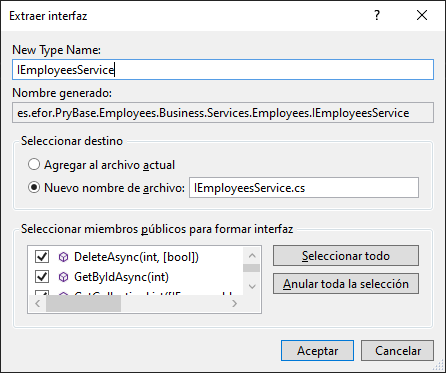 Extraer interfaz
New Type Name:
IEmployeesService
Nombre generado:
es.efor.PryBase.Employees.Business.Services.Employees.IEmployeesService
Seleccionar destino
Agregar al archivo actual
Nuevo nombre de archivo: IEmployeesService.cs
Seleccionar miembros públicos para formar interfaz
DeleteAsync(int, [bool])
Seleccionar todo
GetByIdAsync(int)
Anular toda la selección
Aceptar
Cancelar